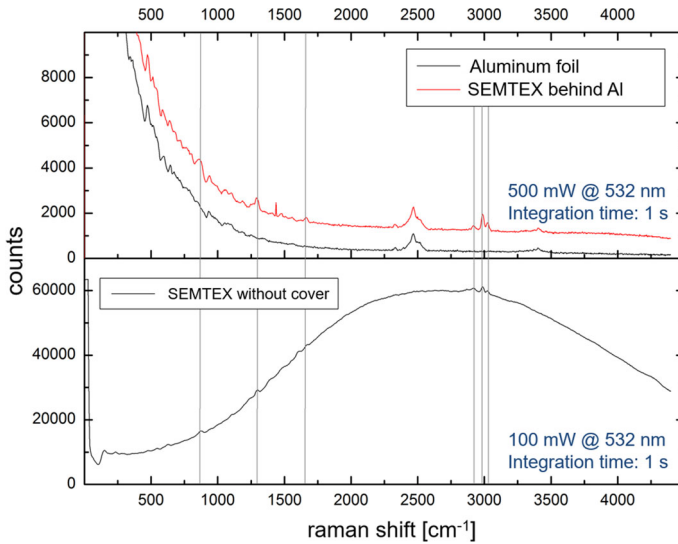 500 1000 1500 2000 2500 3000 3500 4000
8000
6000
4000
2000
0
Aluminum foil
SEMTEX behind Al
500 mW @ 532 nm
Integration time: 1 s
counts
60000
40000
20000
0
SEMTEX without cover
100 mW @ 532 nm
Integration time: 1 s
500 1000 1500 2000 2500 3000 3500 4000
raman shift [cm⁻¹]